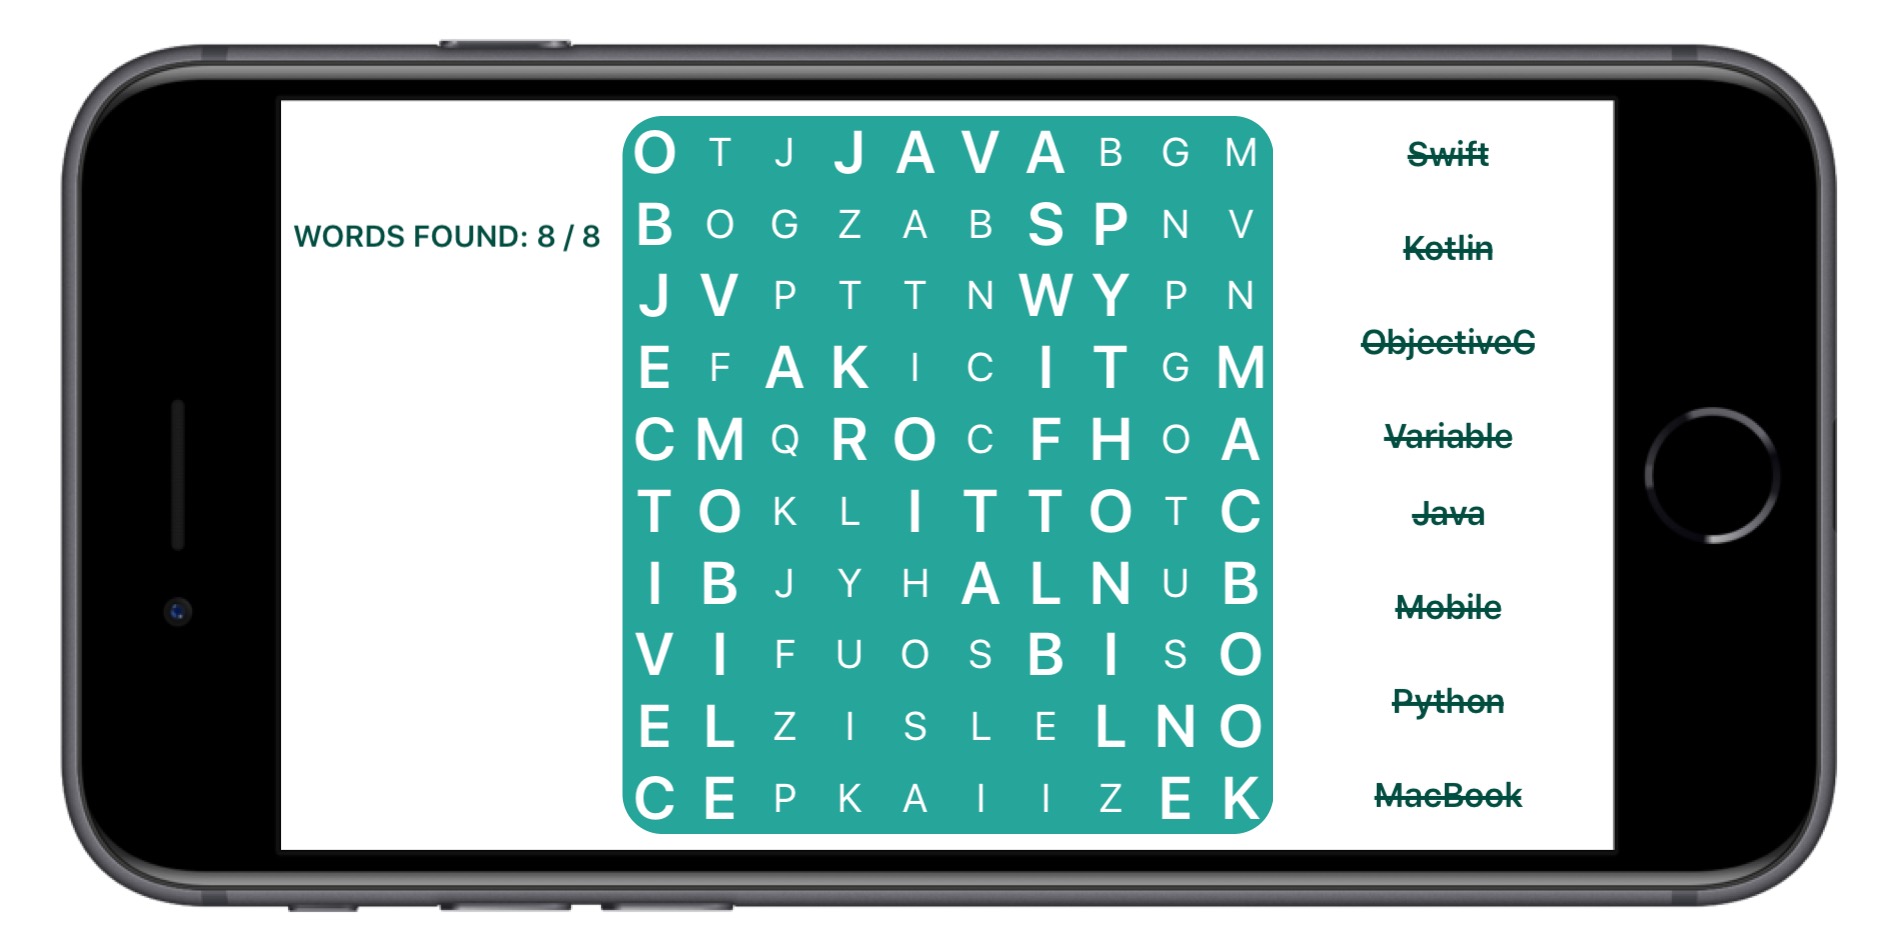 WORDS FOUND: 8 / 8
O T J J A V A B G M
B O G Z A B S P N V
J V P T T N W Y P N
E F A K I C I T G M
C M Q R O C F H O A
T O K L I T T O T C
I B J Y H A L N U B
V I F U O S B I S O
E L Z I S L E L N O
C E P K A I I Z E K
Swift
Kotlin
ObjectiveC
Variable
Java
Mobile
Python
MacBook